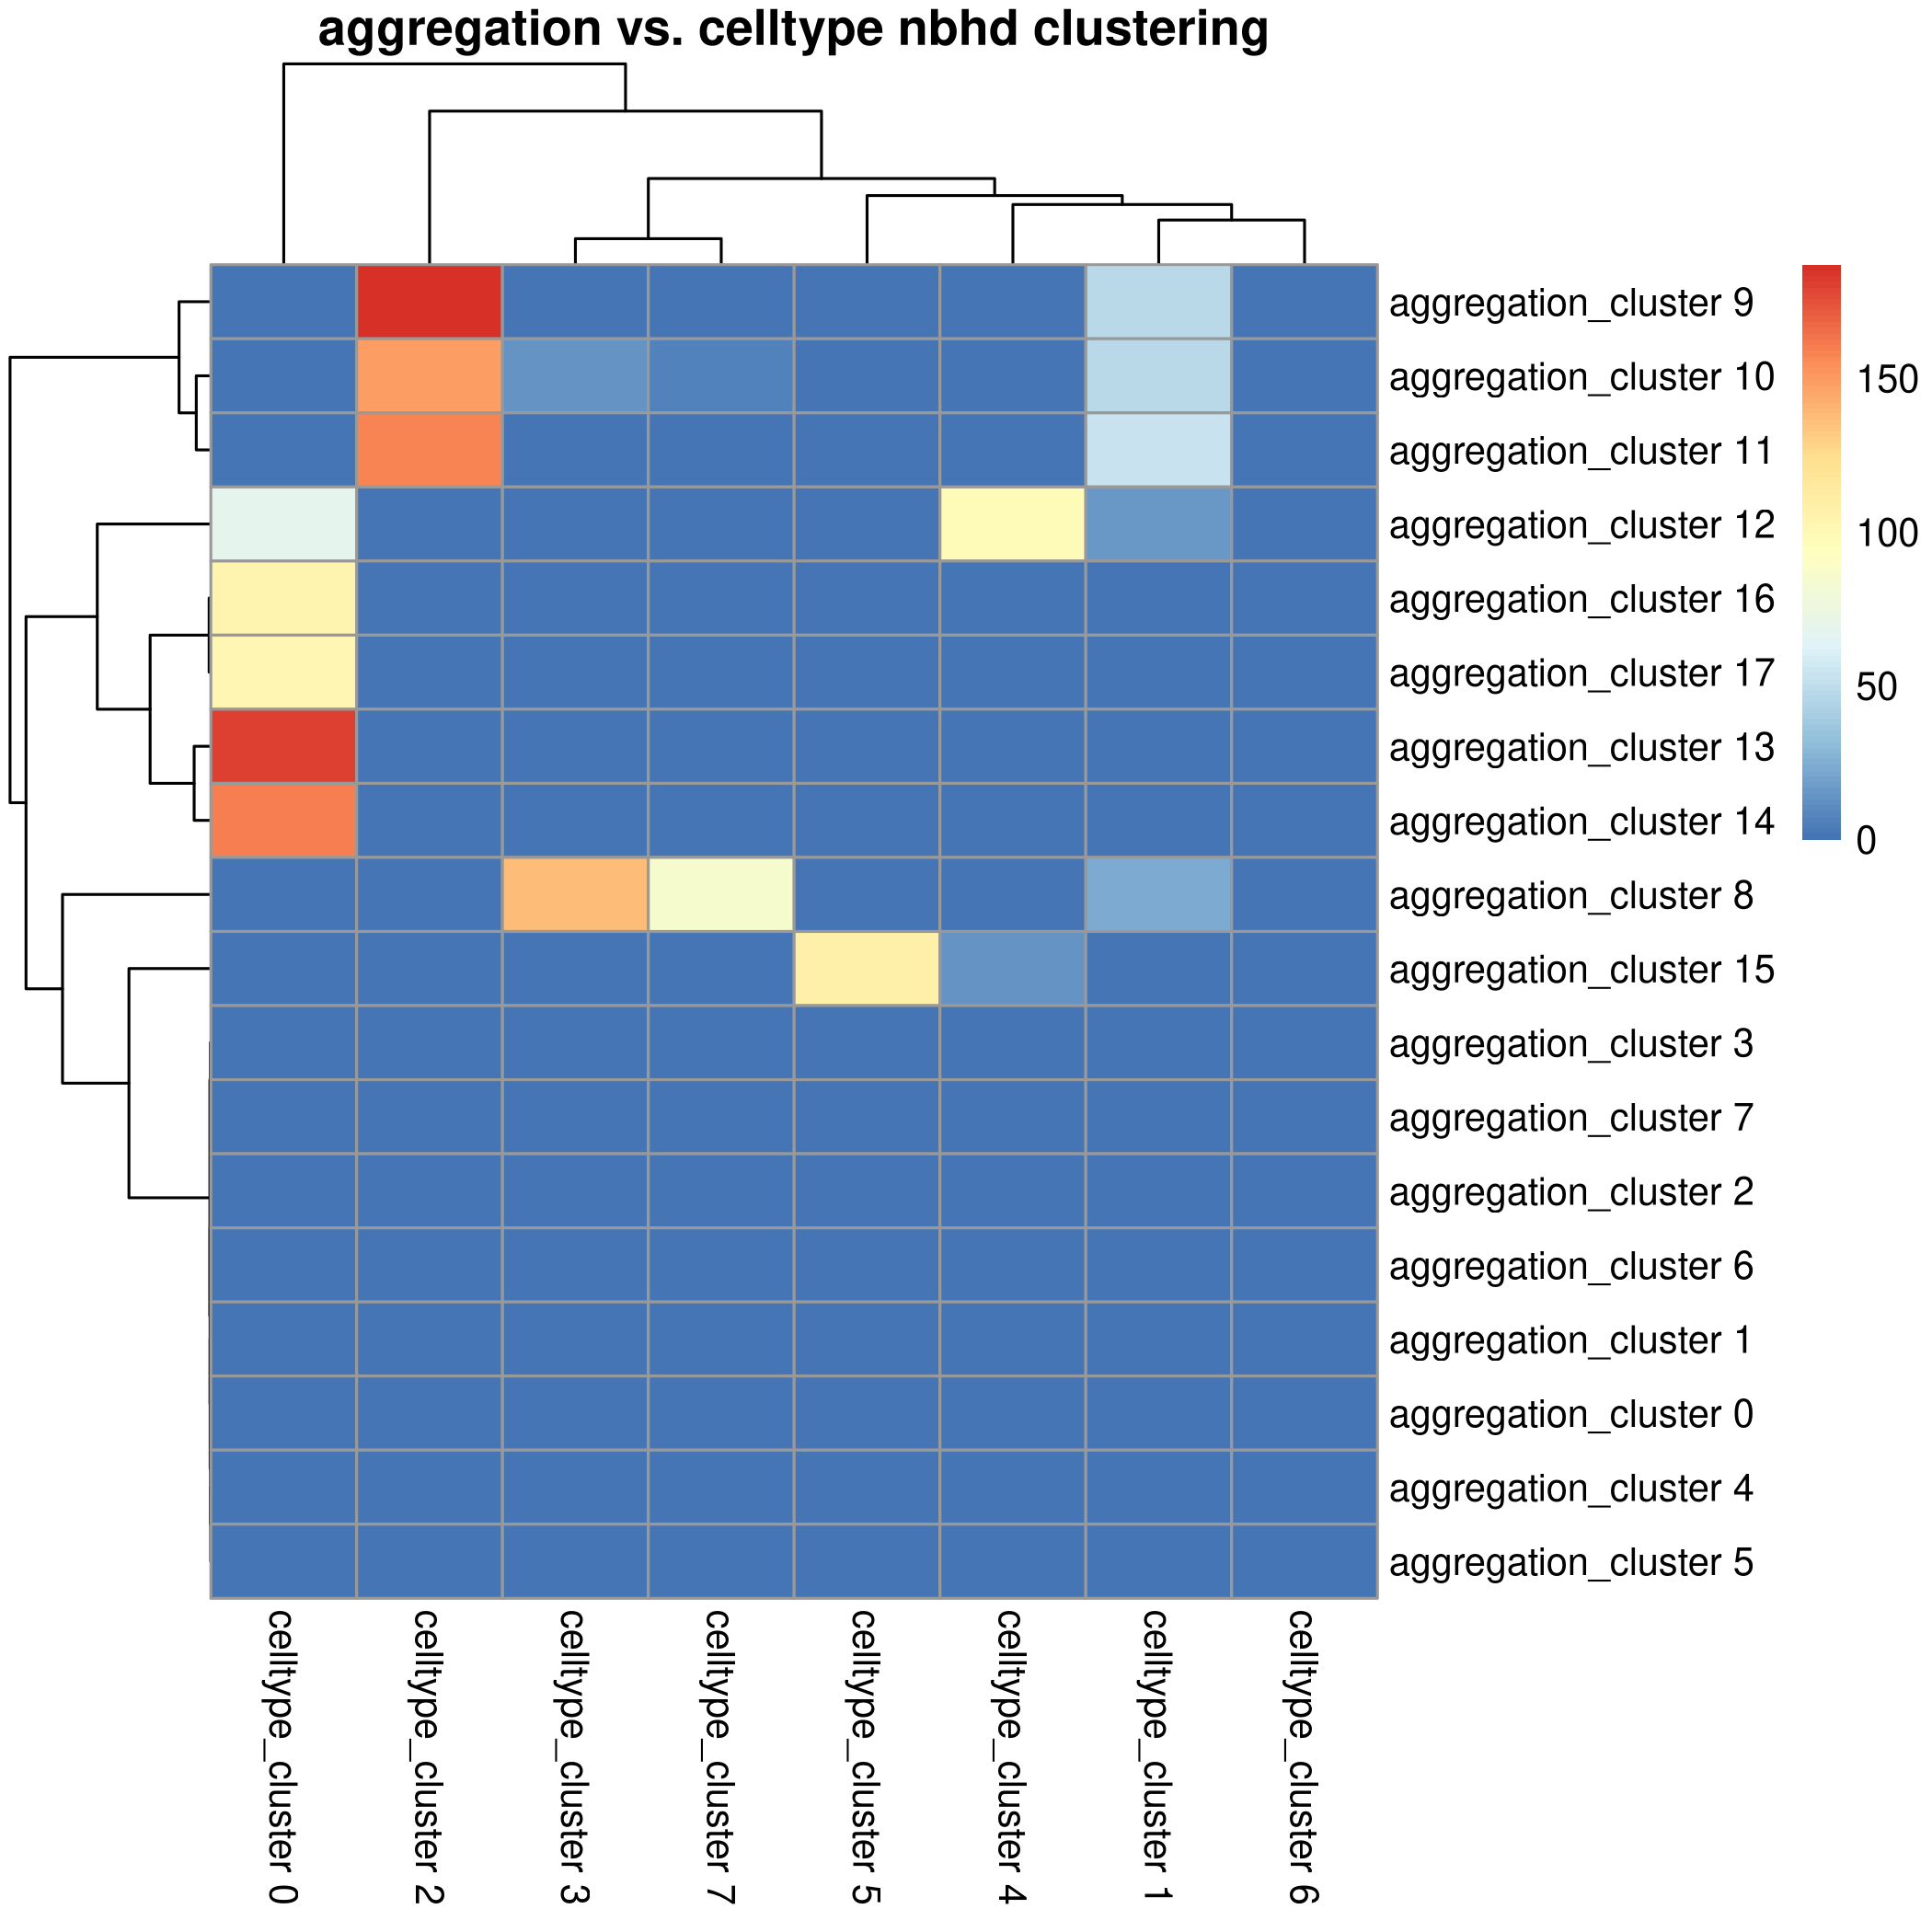 aggregation vs. celltype nbhd clustering
aggregation_cluster 9
aggregation_cluster 10
aggregation_cluster 11
aggregation_cluster 12
aggregation_cluster 16
aggregation_cluster 17
aggregation_cluster 13
aggregation_cluster 14
aggregation_cluster 8
aggregation_cluster 15
aggregation_cluster 3
aggregation_cluster 7
aggregation_cluster 2
aggregation_cluster 6
aggregation_cluster 1
aggregation_cluster 0
aggregation_cluster 4
aggregation_cluster 5
150
100
50
0
celltype_cluster 0
celltype_cluster 2
celltype_cluster 3
celltype_cluster 7
celltype_cluster 5
celltype_cluster 4
celltype_cluster 1
celltype_cluster 6